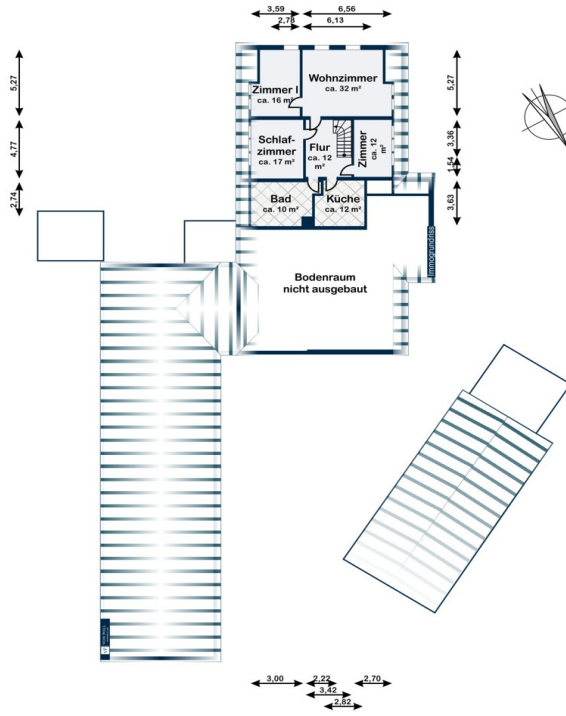 3,59
6,56
2,78
6,13
5,27
5,27
Zimmer I
ca. 16 m²
Wohnzimmer
ca. 32 m²
4,77
3,36
1,54
Schlaf-
zimmer
ca. 17 m²
Flur
ca. 12
m²
Zimmer
ca. 12
m²
2,74
3,63
Bad
ca. 10 m²
Küche
ca. 12 m²
Immogrundriss
Bodenraum
nicht ausgebaut
3,00
2,22
2,70
3,42
2,82